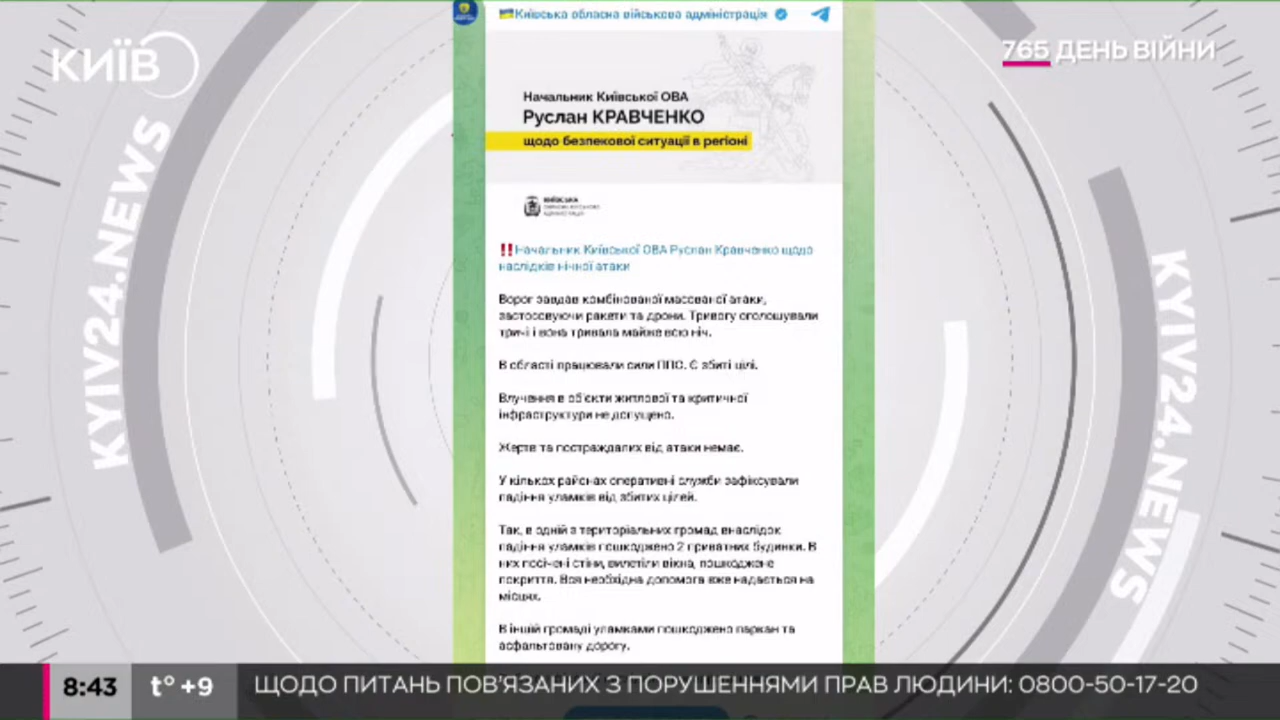 КИЇВ
765 ДЕНЬ ВІЙНИ
KYIV24.NEWS
KYIV24.NEWS
Київська обласна військова адміністрація
Начальник Київської ОВА
Руслан КРАВЧЕНКО
щодо безпекової ситуації в регіоні
КИЇВСЬКА
ОБЛАСНА ВІЙСЬКОВА
АДМІНІСТРАЦІЯ
‼️Начальник Київської ОВА Руслан Кравченко щодо
наслідків нічної атаки
Ворог завдав комбінованої масованої атаки,
застосовуючи ракети та дрони. Тривогу оголошували
тричі і вона тривала майже всю ніч.
В області працювали сили ППО. Є збиті цілі.
Влучення в об'єкти житлової та критичної
інфраструктури не допущено.
Жертв та постраждалих від атаки немає.
У кількох районах оперативні служби зафіксували
падіння уламків від збитих цілей.
Так, в одній з територіальних громад внаслідок
падіння уламків пошкоджено 2 приватних будинки. В
них посічені стіни, вилетіли вікна, пошкоджене
покриття. Вся необхідна допомога вже надається на
місцях.
В іншій громаді уламками пошкоджено паркан та
асфальтовану дорогу.
8:43
t° +9
ЩОДО ПИТАНЬ ПОВ'ЯЗАНИХ З ПОРУШЕННЯМИ ПРАВ ЛЮДИНИ: 0800-50-17-20